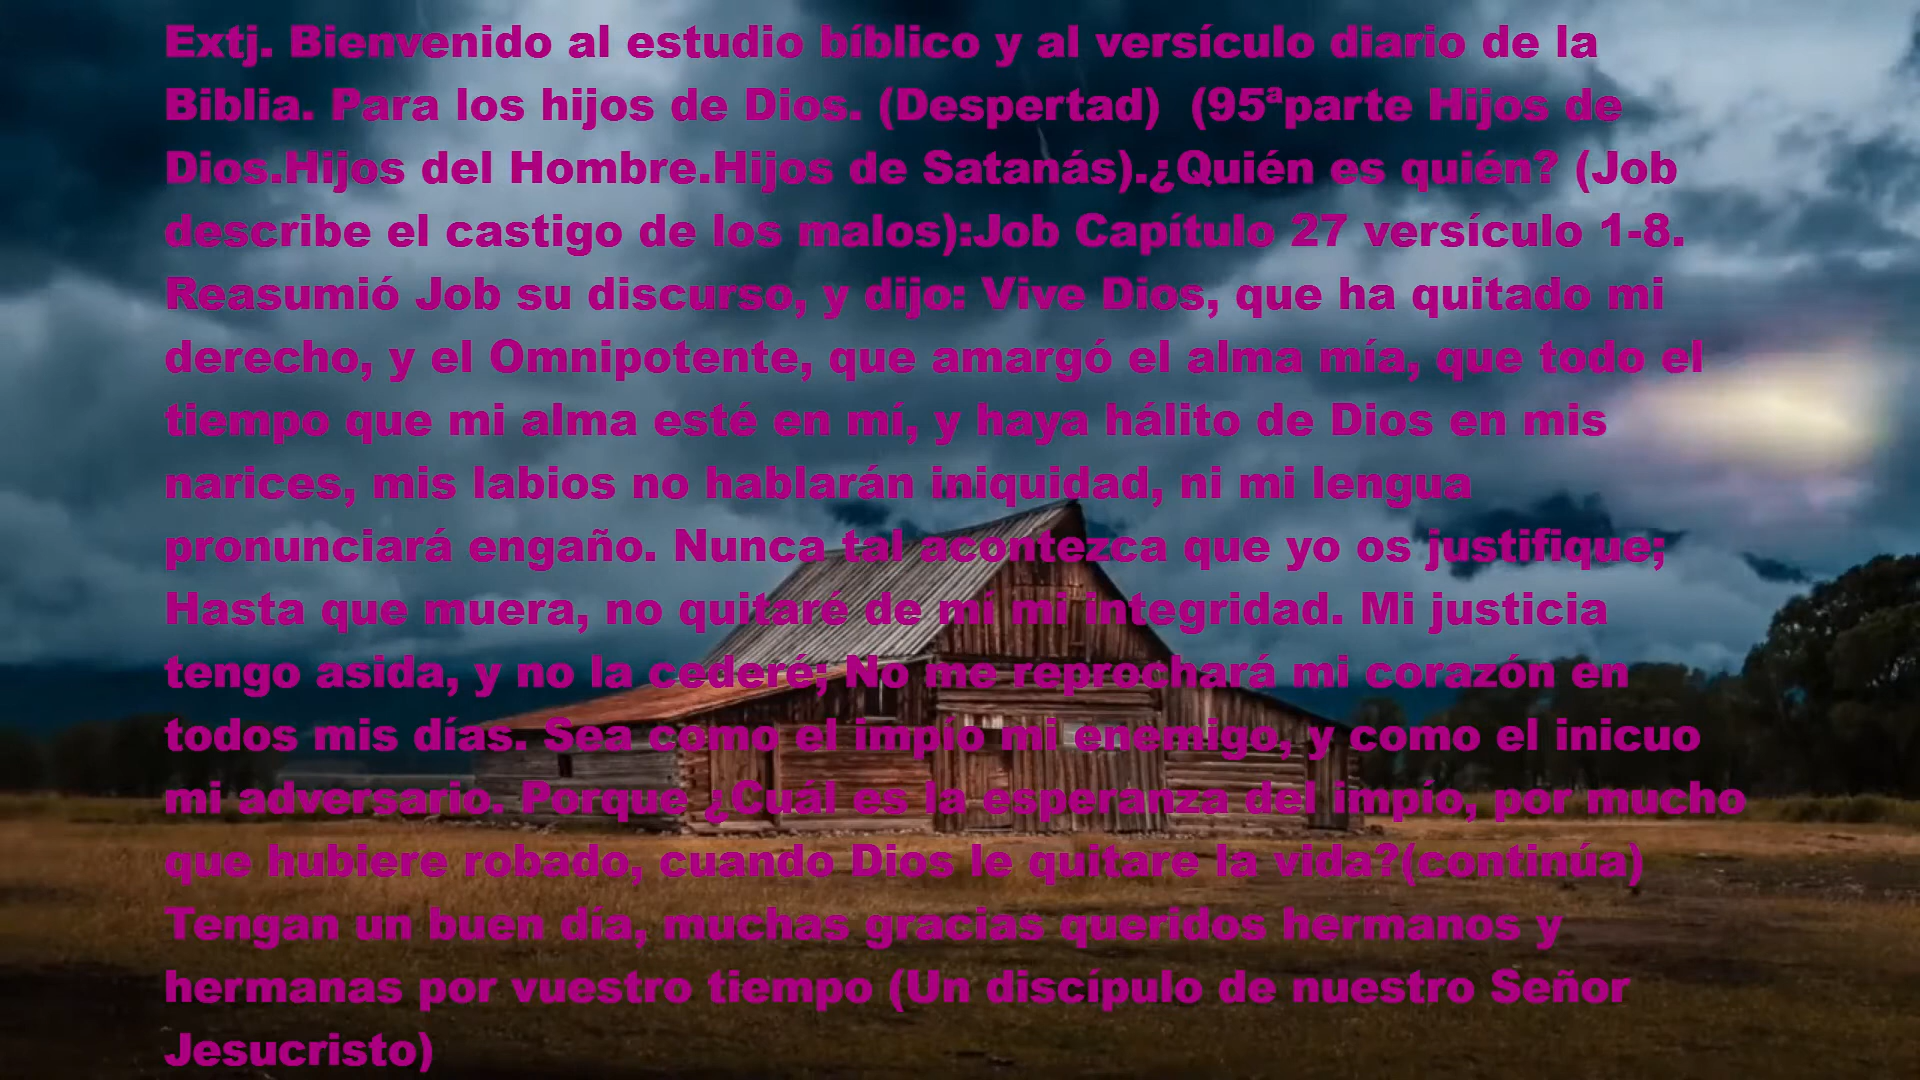 Extj. Bienvenido al estudio bíblico y al versículo diario de la
Biblia. Para los hijos de Dios. (Despertad)  (95ªparte Hijos de
Dios.Hijos del Hombre.Hijos de Satanás).¿Quién es quién? (Job
describe el castigo de los malos):Job Capítulo 27 versículo 1-8.
Reasumió Job su discurso, y dijo: Vive Dios, que ha quitado mi
derecho, y el Omnipotente, que amargó el alma mía, que todo el
tiempo que mi alma esté en mí, y haya hálito de Dios en mis
narices, mis labios no hablarán iniquidad, ni mi lengua
pronunciará engaño. Nunca tal acontezca que yo os justifique;
Hasta que muera, no quitaré de mi mi integridad. Mi justicia
tengo asida, y no la cederé; No me reprochará mi corazón en
todos mis días. Sea como el impío mi enemigo, y como el inicuo
mi adversario. Porque ¿Cuál es la esperanza del impío, por mucho
que hubiere robado, cuando Dios le quitare la vida?(continúa)
Tengan un buen día, muchas gracias queridos hermanos y
hermanas por vuestro tiempo (Un discípulo de nuestro Señor
Jesucristo)